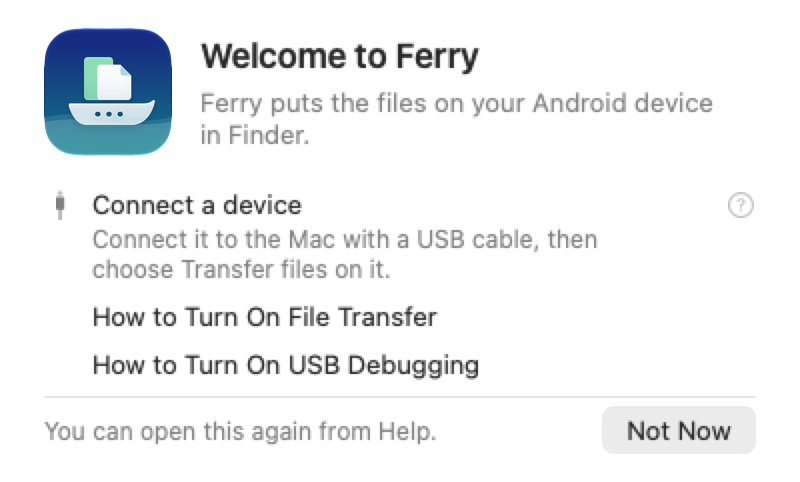 Welcome to Ferry
Ferry puts the files on your Android device
in Finder.
Connect a device
?
Connect it to the Mac with a USB cable, then
choose Transfer files on it.
How to Turn On File Transfer
How to Turn On USB Debugging
You can open this again from Help.
Not Now